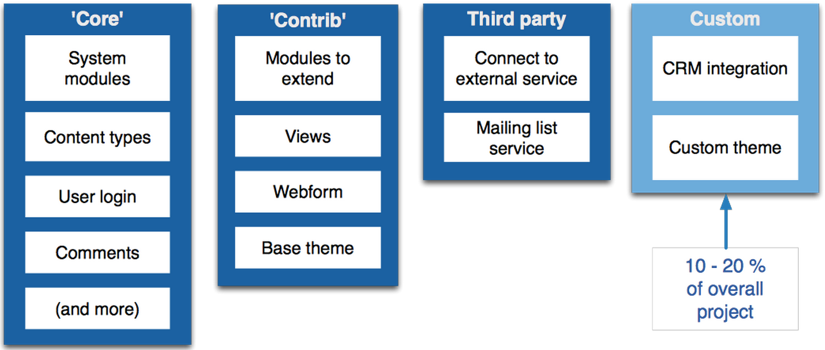 'Core'
System
modules
Content types
User login
Comments
(and more)
'Contrib'
Modules to
extend
Views
Webform
Base theme
Third party
Connect to
external service
Mailing list
service
Custom
CRM integration
Custom theme
10 - 20 %
of overall
project